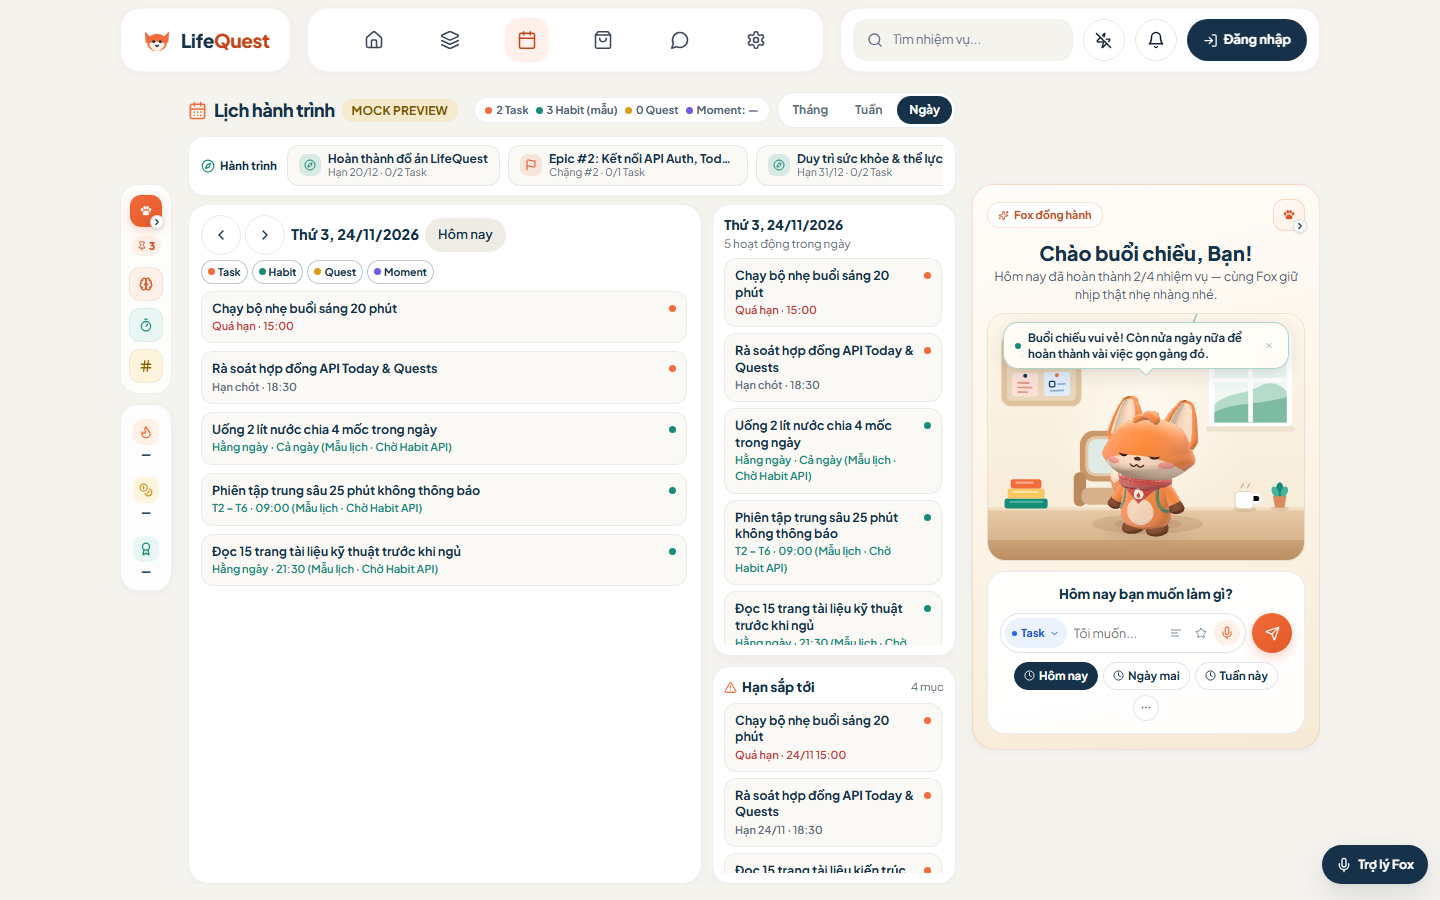 LifeQuest
Tìm nhiệm vụ...
Đăng nhập
Lịch hành trình
MOCK PREVIEW
2 Task
3 Habit (mẫu)
0 Quest
Moment: —
Tháng
Tuần
Ngày
Hành trình
Hoàn thành đồ án LifeQuest
Hạn 20/12 · 0/2 Task
Epic #2: Kết nối API Auth, Tod...
Chặng #2 · 0/1 Task
Duy trì sức khỏe & thể lực
Hạn 31/12 · 0/2 Task
3
—
—
—
Thứ 3, 24/11/2026
Hôm nay
Task
Habit
Quest
Moment
Chạy bộ nhẹ buổi sáng 20 phút
Quá hạn · 15:00
Rà soát hợp đồng API Today & Quests
Hạn chót · 18:30
Uống 2 lít nước chia 4 mốc trong ngày
Hằng ngày · Cả ngày (Mẫu lịch · Chờ Habit API)
Phiên tập trung sâu 25 phút không thông báo
T2 – T6 · 09:00 (Mẫu lịch · Chờ Habit API)
Đọc 15 trang tài liệu kỹ thuật trước khi ngủ
Hằng ngày · 21:30 (Mẫu lịch · Chờ Habit API)
Thứ 3, 24/11/2026
5 hoạt động trong ngày
Chạy bộ nhẹ buổi sáng 20
phút
Quá hạn · 15:00
Rà soát hợp đồng API Today &
Quests
Hạn chót · 18:30
Uống 2 lít nước chia 4 mốc
trong ngày
Hằng ngày · Cả ngày (Mẫu lịch ·
Chờ Habit API)
Phiên tập trung sâu 25 phút
không thông báo
T2 – T6 · 09:00 (Mẫu lịch · Chờ
Habit API)
Đọc 15 trang tài liệu kỹ thuật
trước khi ngủ
Hằng ngày · 21:30 (Mẫu lịch · Chờ
Hạn sắp tới
4 mục
Chạy bộ nhẹ buổi sáng 20
phút
Quá hạn · 24/11 15:00
Rà soát hợp đồng API Today &
Quests
Hạn 24/11 · 18:30
Đọc 15 trang tài liệu kiến trúc
Fox đồng hành
Chào buổi chiều, Bạn!
Hôm nay đã hoàn thành 2/4 nhiệm vụ — cùng Fox giữ
nhịp thật nhẹ nhàng nhé.
Buổi chiều vui vẻ! Còn nửa ngày nữa để
hoàn thành vài việc gọn gàng đó.
Hôm nay bạn muốn làm gì?
Task
Tôi muốn...
Hôm nay
Ngày mai
Tuần này
Trợ lý Fox